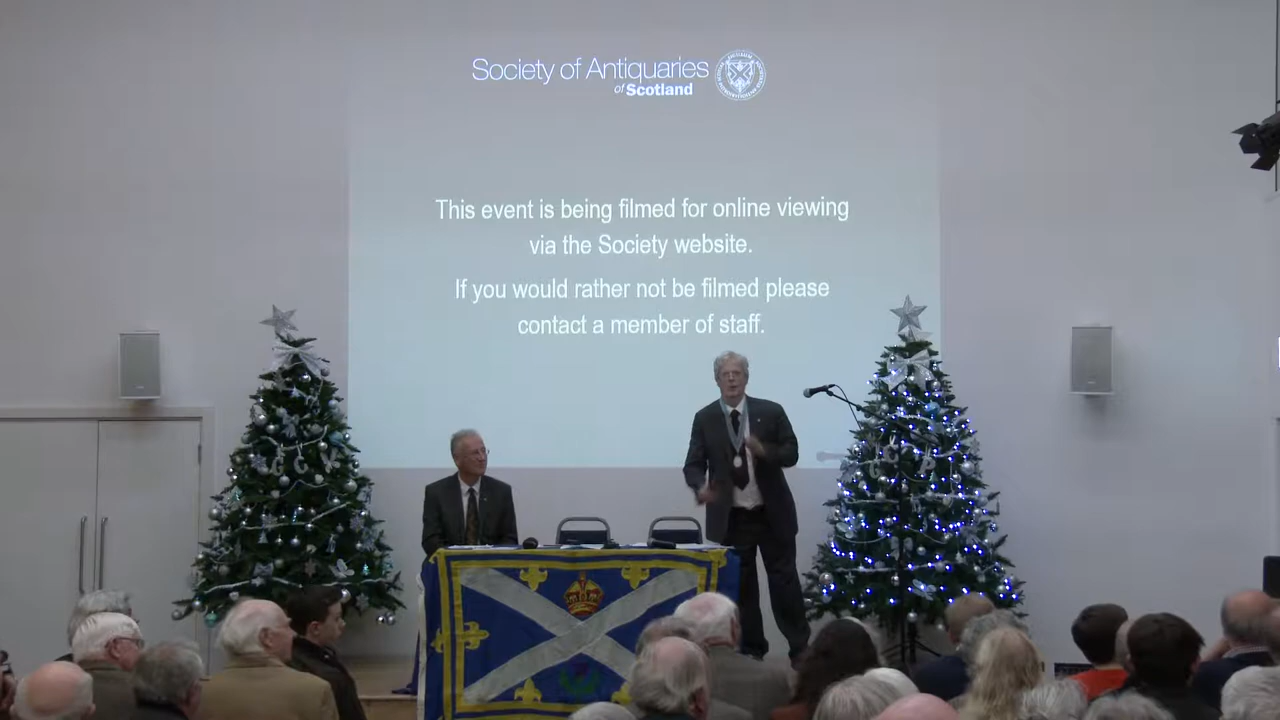 Society of Antiquaries
of Scotland
This event is being filmed for online viewing
via the Society website.
If you would rather not be filmed please
contact a member of staff.